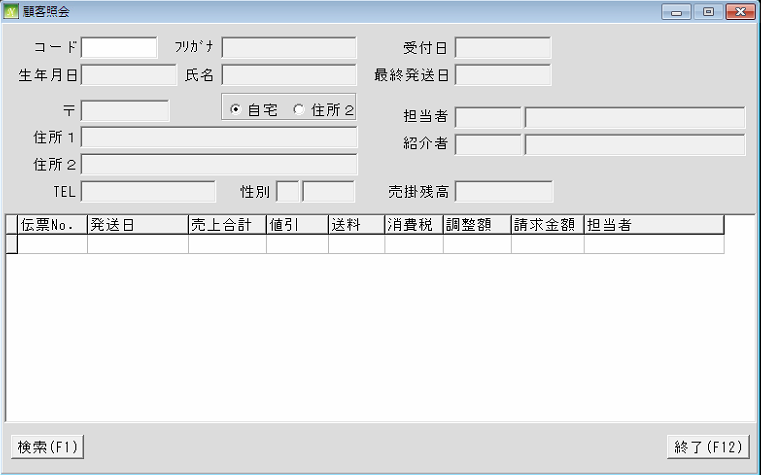 顧客照会
コード ﾌﾘｶﾞﾅ 受付日
生年月日 氏名 最終発送日
〒 自宅 住所２ 担当者
住所１ 紹介者
住所２
TEL 性別 売掛残高
伝票No. 発送日 売上合計 値引 送料 消費税 調整額 請求金額 担当者
検索(F1) 終了(F12)